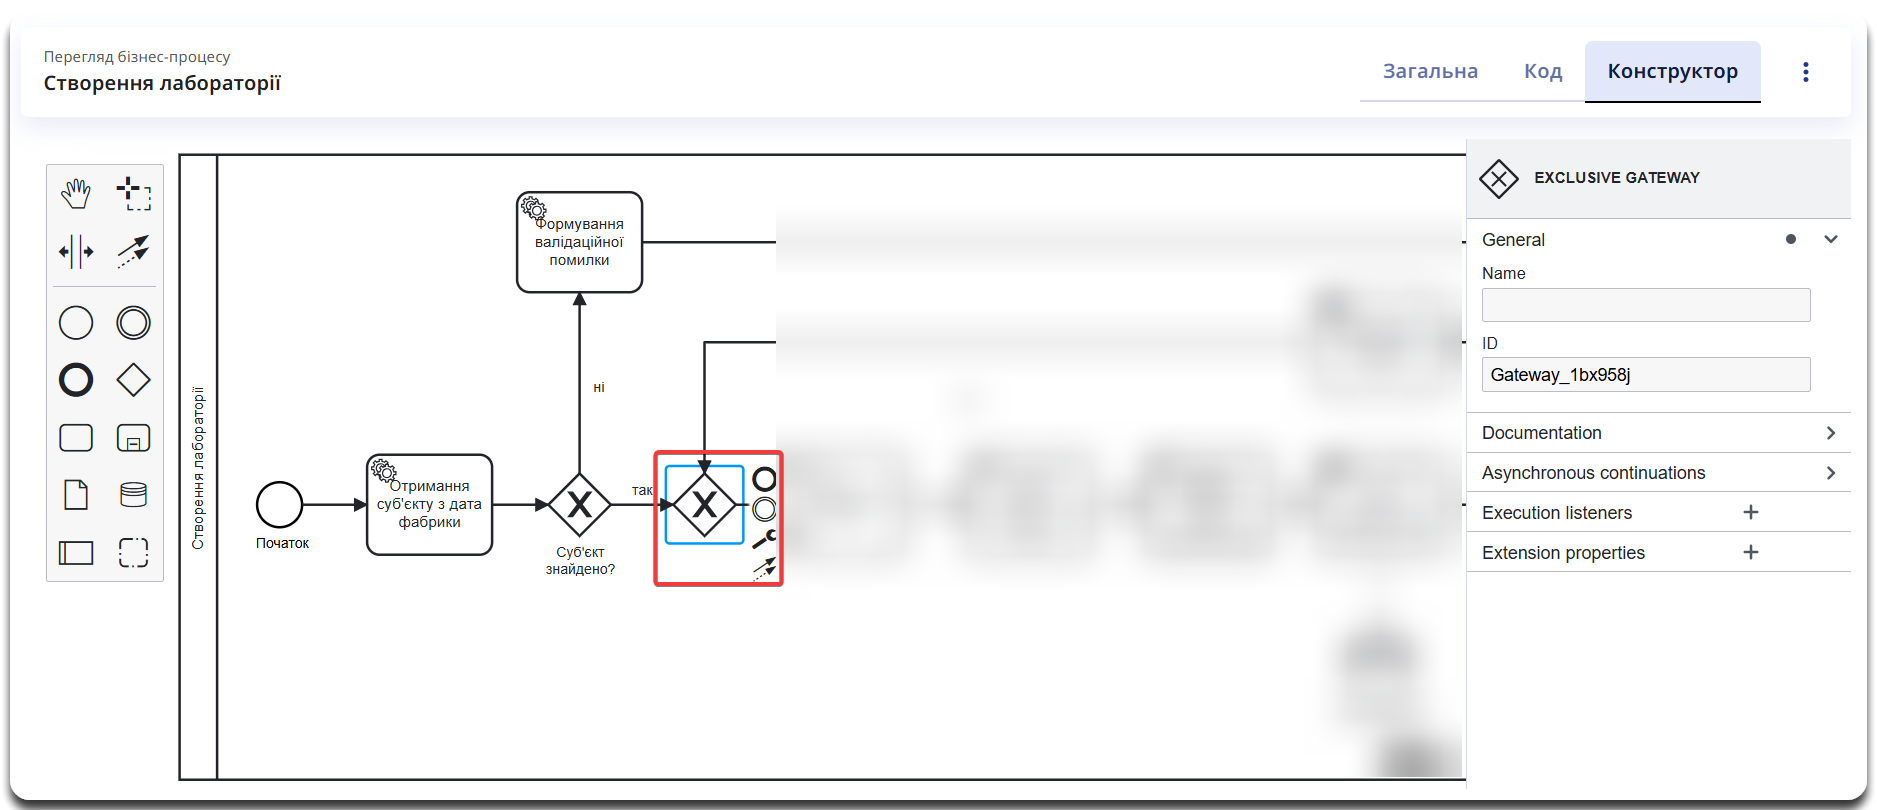 Перегляд бізнес-процесу
Створення лабораторії
Загальна
Код
Конструктор
Створення лабораторії
Формування
валідаційної
помилки
ні
Отримання
суб'єкту з дата
фабрики
Початок
Суб'єкт
знайдено?
так
EXCLUSIVE GATEWAY
General
Name
ID
Gateway_1bx958j
Documentation
Asynchronous continuations
Execution listeners
Extension properties